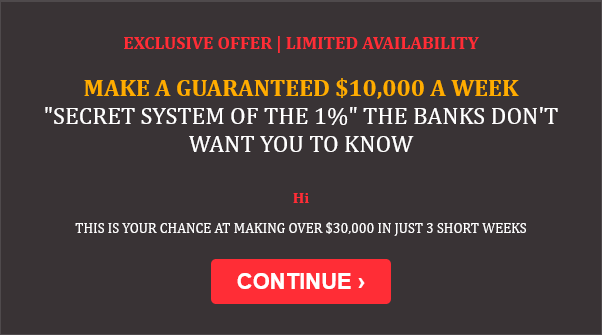 EXCLUSIVE OFFER | LIMITED AVAILABILITY
MAKE A GUARANTEED $10,000 A WEEK
"SECRET SYSTEM OF THE 1%" THE BANKS DON'T
WANT YOU TO KNOW
Hi
THIS IS YOUR CHANCE AT MAKING OVER $30,000 IN JUST 3 SHORT WEEKS
CONTINUE ›